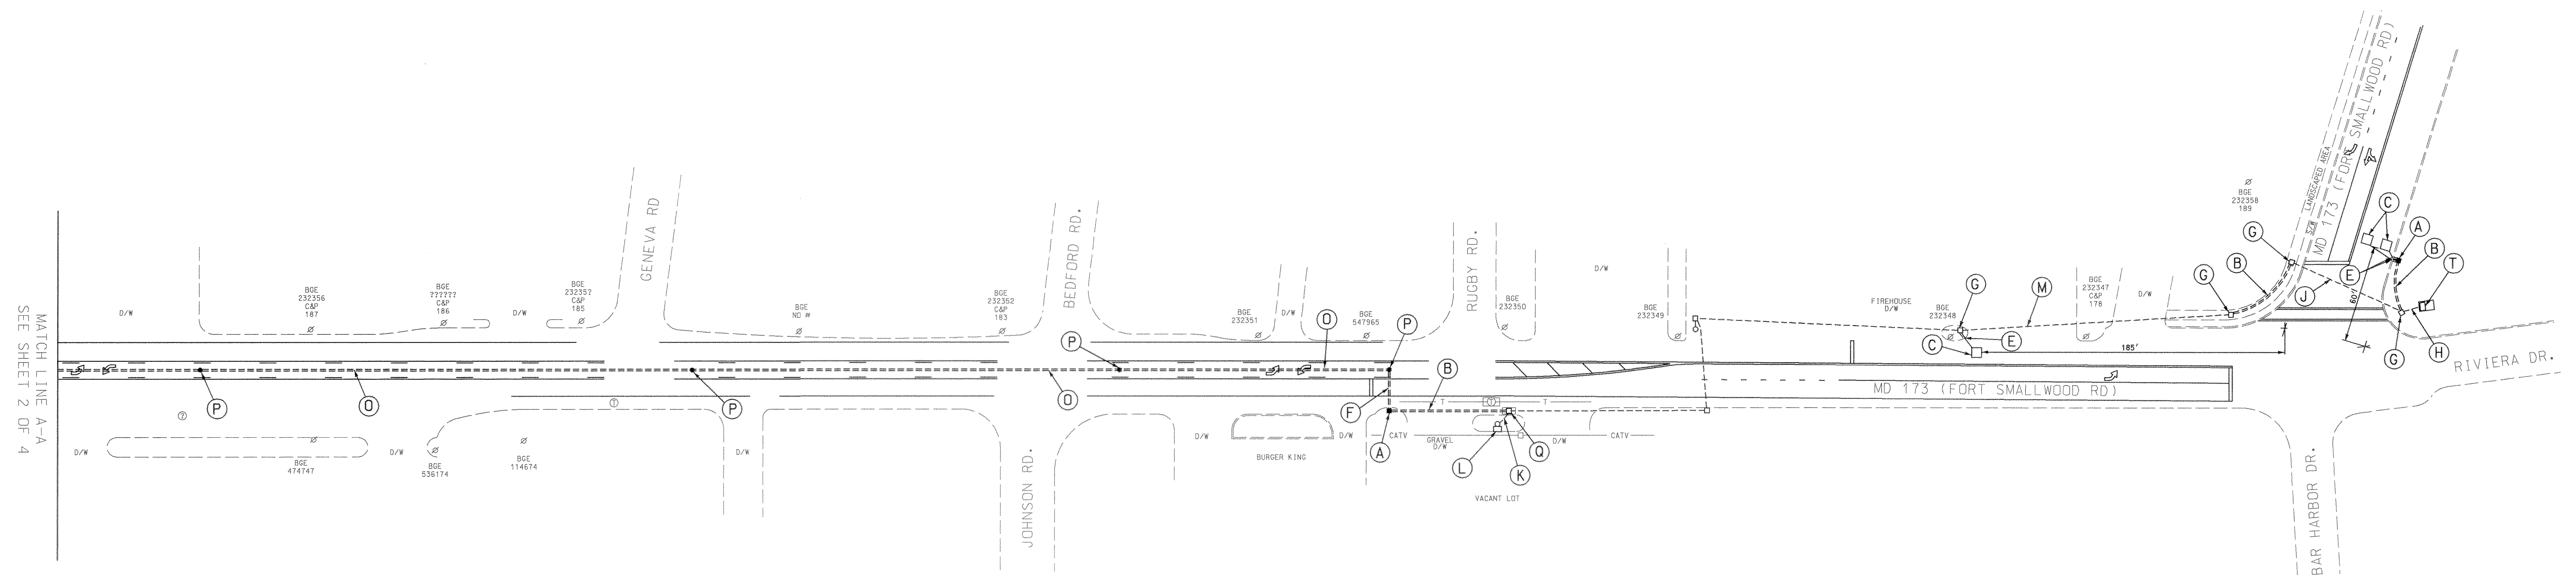 MATCH LINE A-A
SEE SHEET 2 OF 4
D/W
BGE
232356
C&P
187
BGE
??????
C&P
186
D/W
BGE
23235?
C&P
185
GENEVA RD
BGE
NO #
BGE
232352
C&P
183
BEDFORD RD.
BGE
232351
D/W
BGE
547965
RUGBY RD.
BGE
232350
D/W
BGE
232349
FIREHOUSE
D/W
BGE
232348
BGE
232347
C&P
178
D/W
BGE
232358
189
LANDSCAPED AREA
S/W
MD 173 (FORT SMALLWOOD RD)
G
B
G
C
A
B
T
E
J
60'
H
G
RIVIERA DR.
G
M
E
C
185'
MD 173 (FORT SMALLWOOD RD)
P
O
P
P
O
O
P
B
F
A
T
T
T
CATV
GRAVEL
D/W
D/W
CATV
L
K
Q
VACANT LOT
?
T
D/W
BGE
474747
D/W
BGE
536174
BGE
114674
D/W
JOHNSON RD.
D/W
D/W
BURGER KING
BAR HARBOR DR.